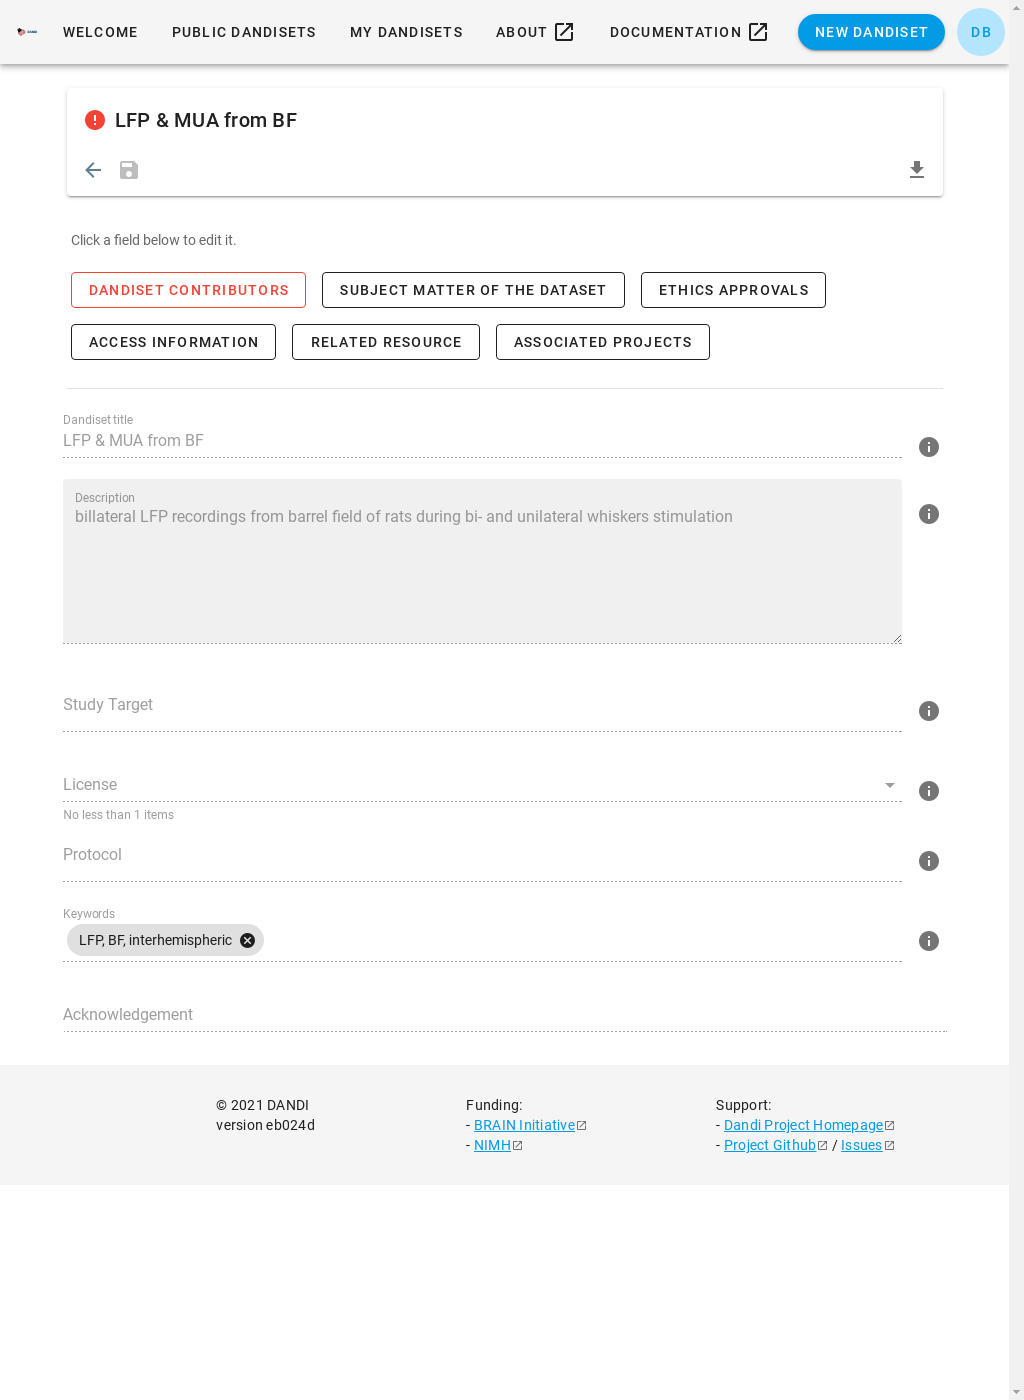 WELCOME PUBLIC DANDISETS MY DANDISETS ABOUT DOCUMENTATION NEW DANDISET DB
LFP & MUA from BF
Click a field below to edit it.
DANDISET CONTRIBUTORS SUBJECT MATTER OF THE DATASET ETHICS APPROVALS
ACCESS INFORMATION RELATED RESOURCE ASSOCIATED PROJECTS
Dandiset title
LFP & MUA from BF
Description
billateral LFP recordings from barrel field of rats during bi- and unilateral whiskers stimulation
Study Target
License
No less than 1 items
Protocol
Keywords
LFP, BF, interhemispheric
Acknowledgement
© 2021 DANDI
version eb024d
Funding:
- BRAIN Initiative
- NIMH
Support:
- Dandi Project Homepage
- Project Github / Issues